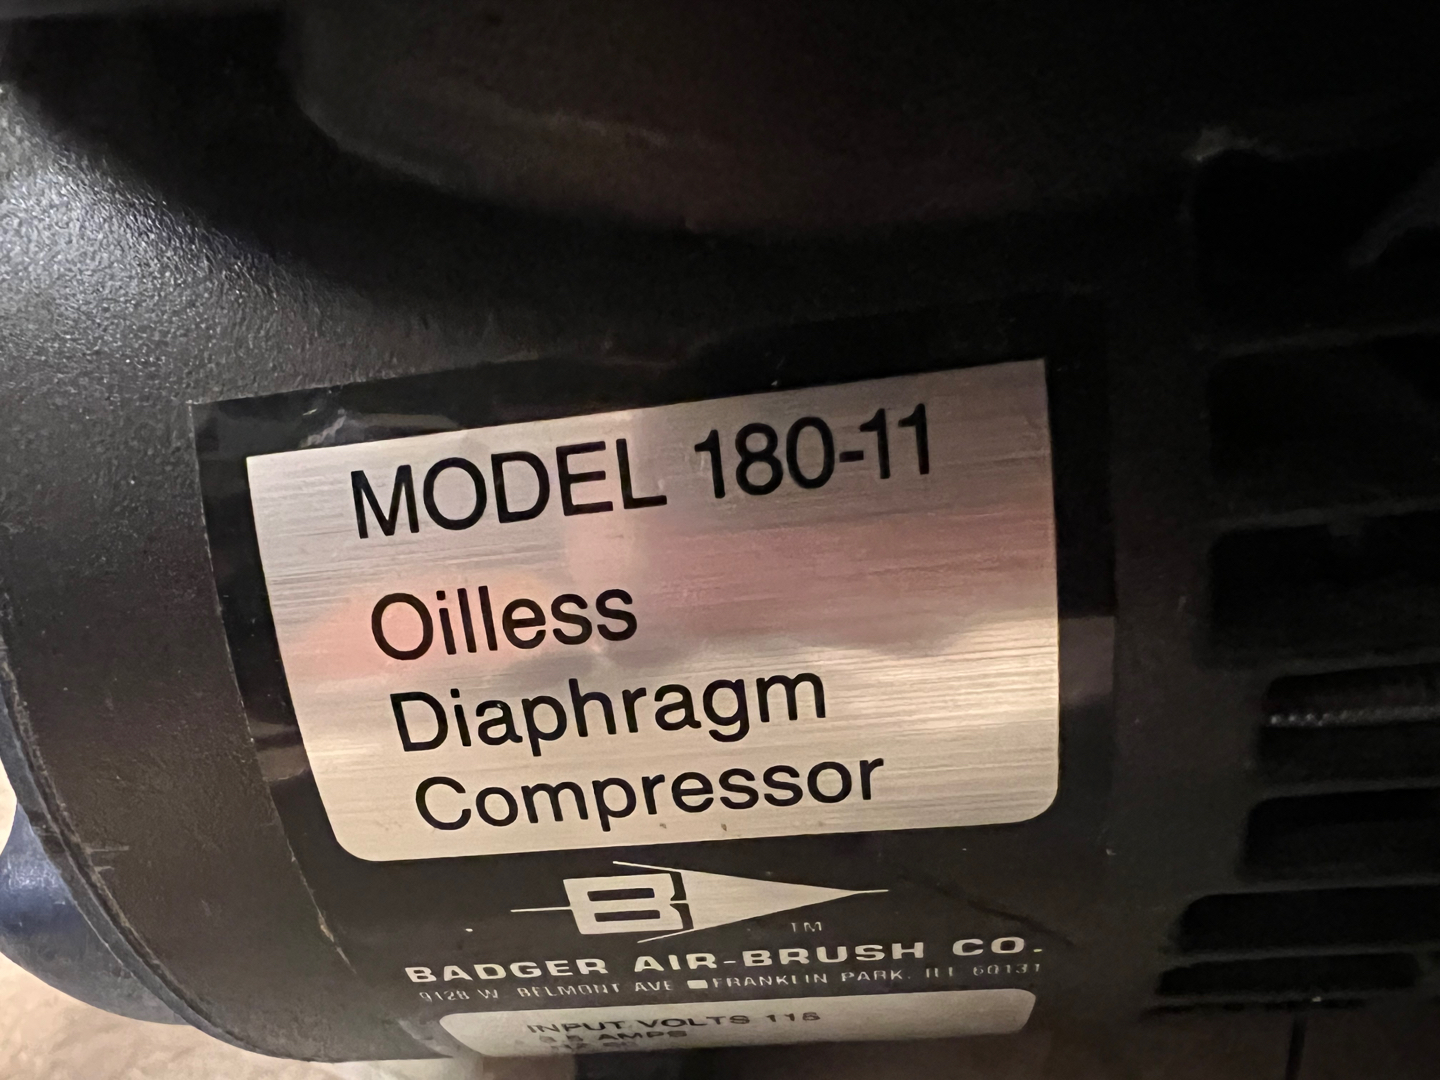 MODEL 180-11
Oilless
Diaphragm
Compressor
B
TM
BADGER AIR-BRUSH CO.
9128 W. BELMONT AVE FRANKLIN PARK, ILL 60131
INPUT VOLTS 115
AMPS